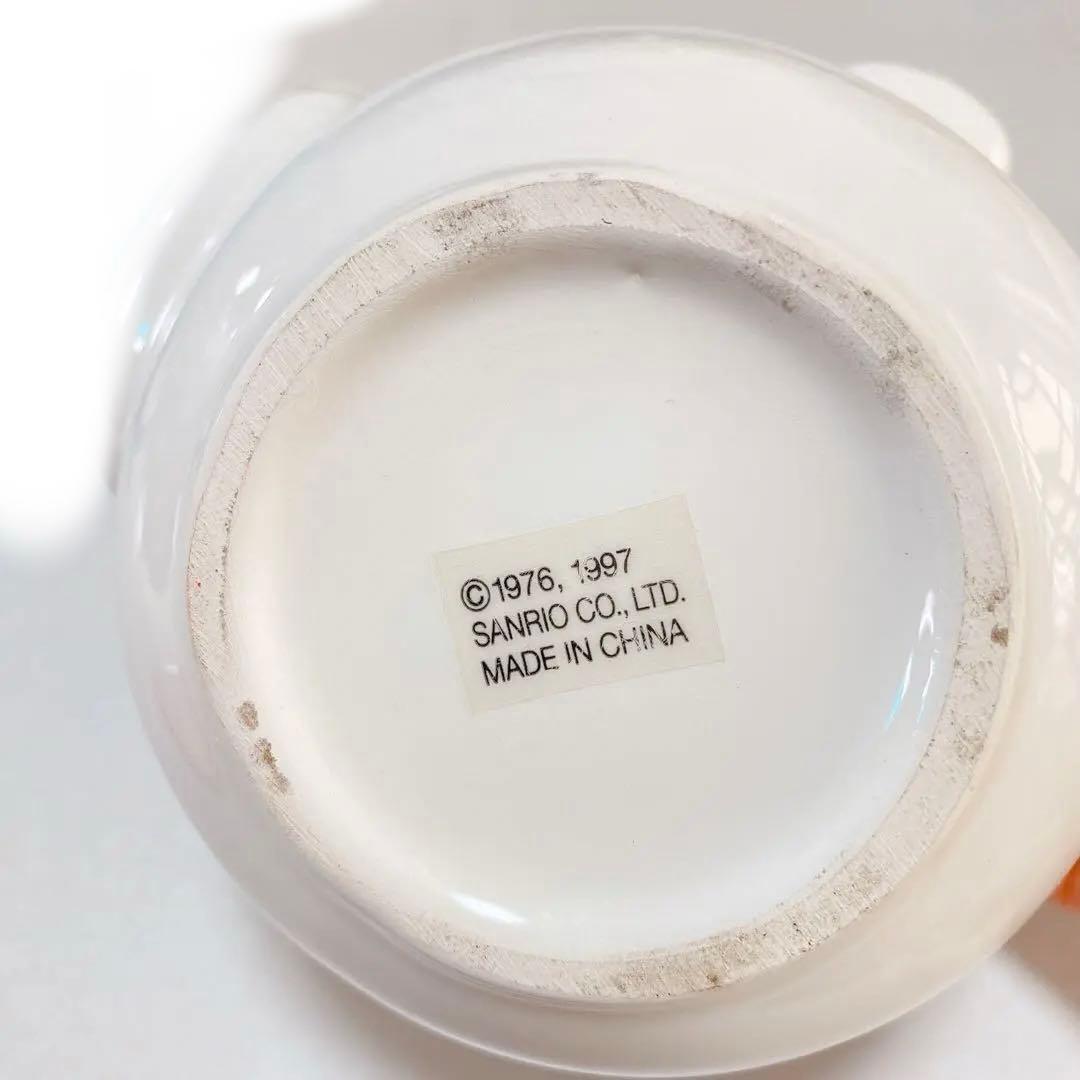 ©1976, 1997
SANRIO CO., LTD.
MADE IN CHINA